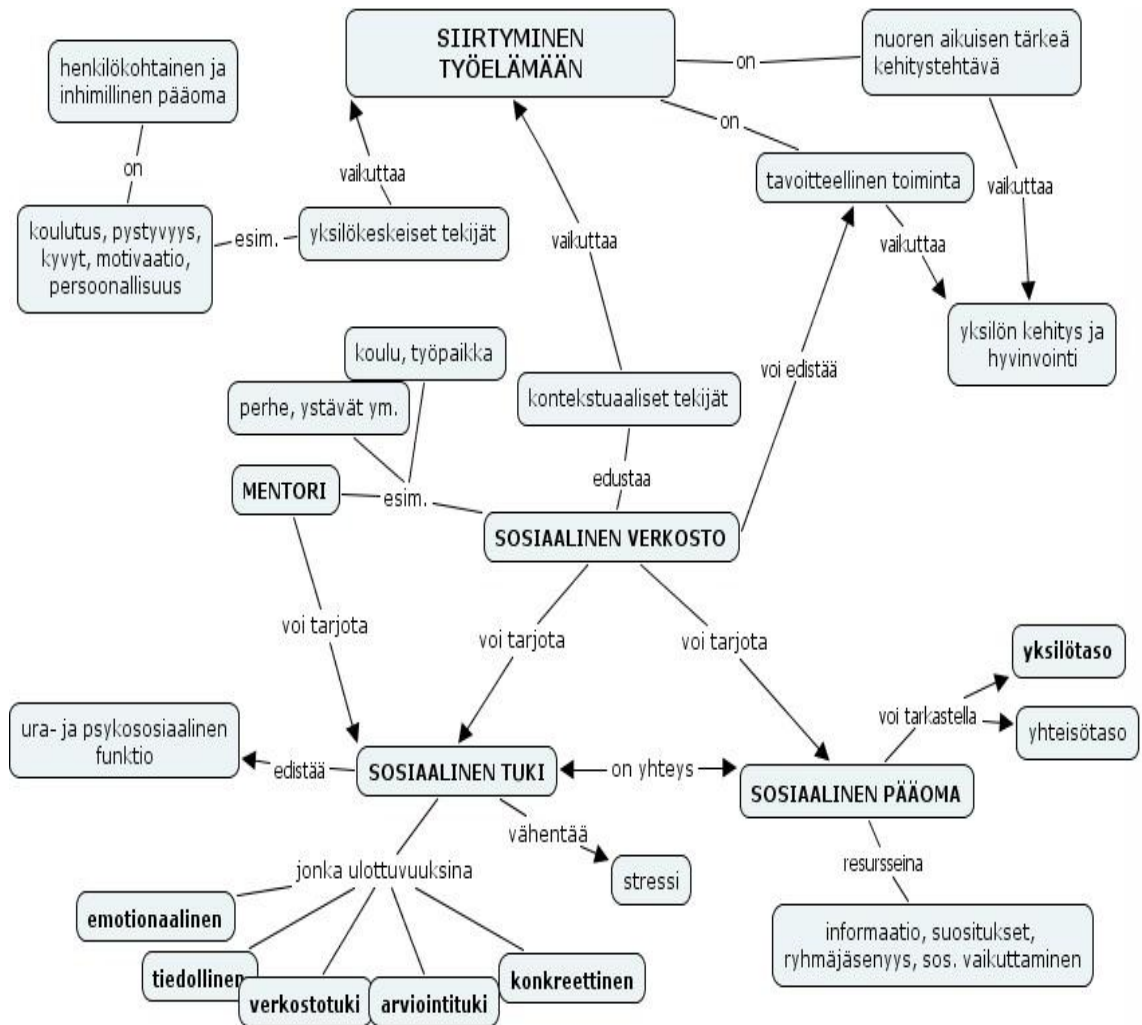 SIIRTYMINEN
TYÖELÄMÄÄN
henkilökohtainen ja
inhimillinen pääoma
nuoren aikuisen tärkeä
kehitystehtävä
on
on
on
vaikuttaa
tavoitteellinen toiminta
vaikuttaa
koulutus, pystyvyys,
kyvyt, motivaatio,
persoonallisuus
esim.
yksilökeskeiset tekijät
vaikuttaa
vaikuttaa
yksilön kehitys ja
hyvinvointi
koulu, työpaikka
voi edistää
perhe, ystävät ym.
kontekstuaaliset tekijät
edustaa
MENTORI
esim.
SOSIAALINEN VERKOSTO
voi tarjota
voi tarjota
voi tarjota
yksilötaso
voi tarkastella
yhteisötaso
ura- ja psykososiaalinen
funktio
edistää
SOSIAALINEN TUKI
on yhteys
SOSIAALINEN PÄÄOMA
vähentää
stressi
resursseina
jonka ulottuvuuksina
emotionaalinen
tiedollinen
verkostotuki
arviointituki
konkreettinen
informaatio, suositukset,
ryhmäjäsenyys, sos. vaikuttaminen